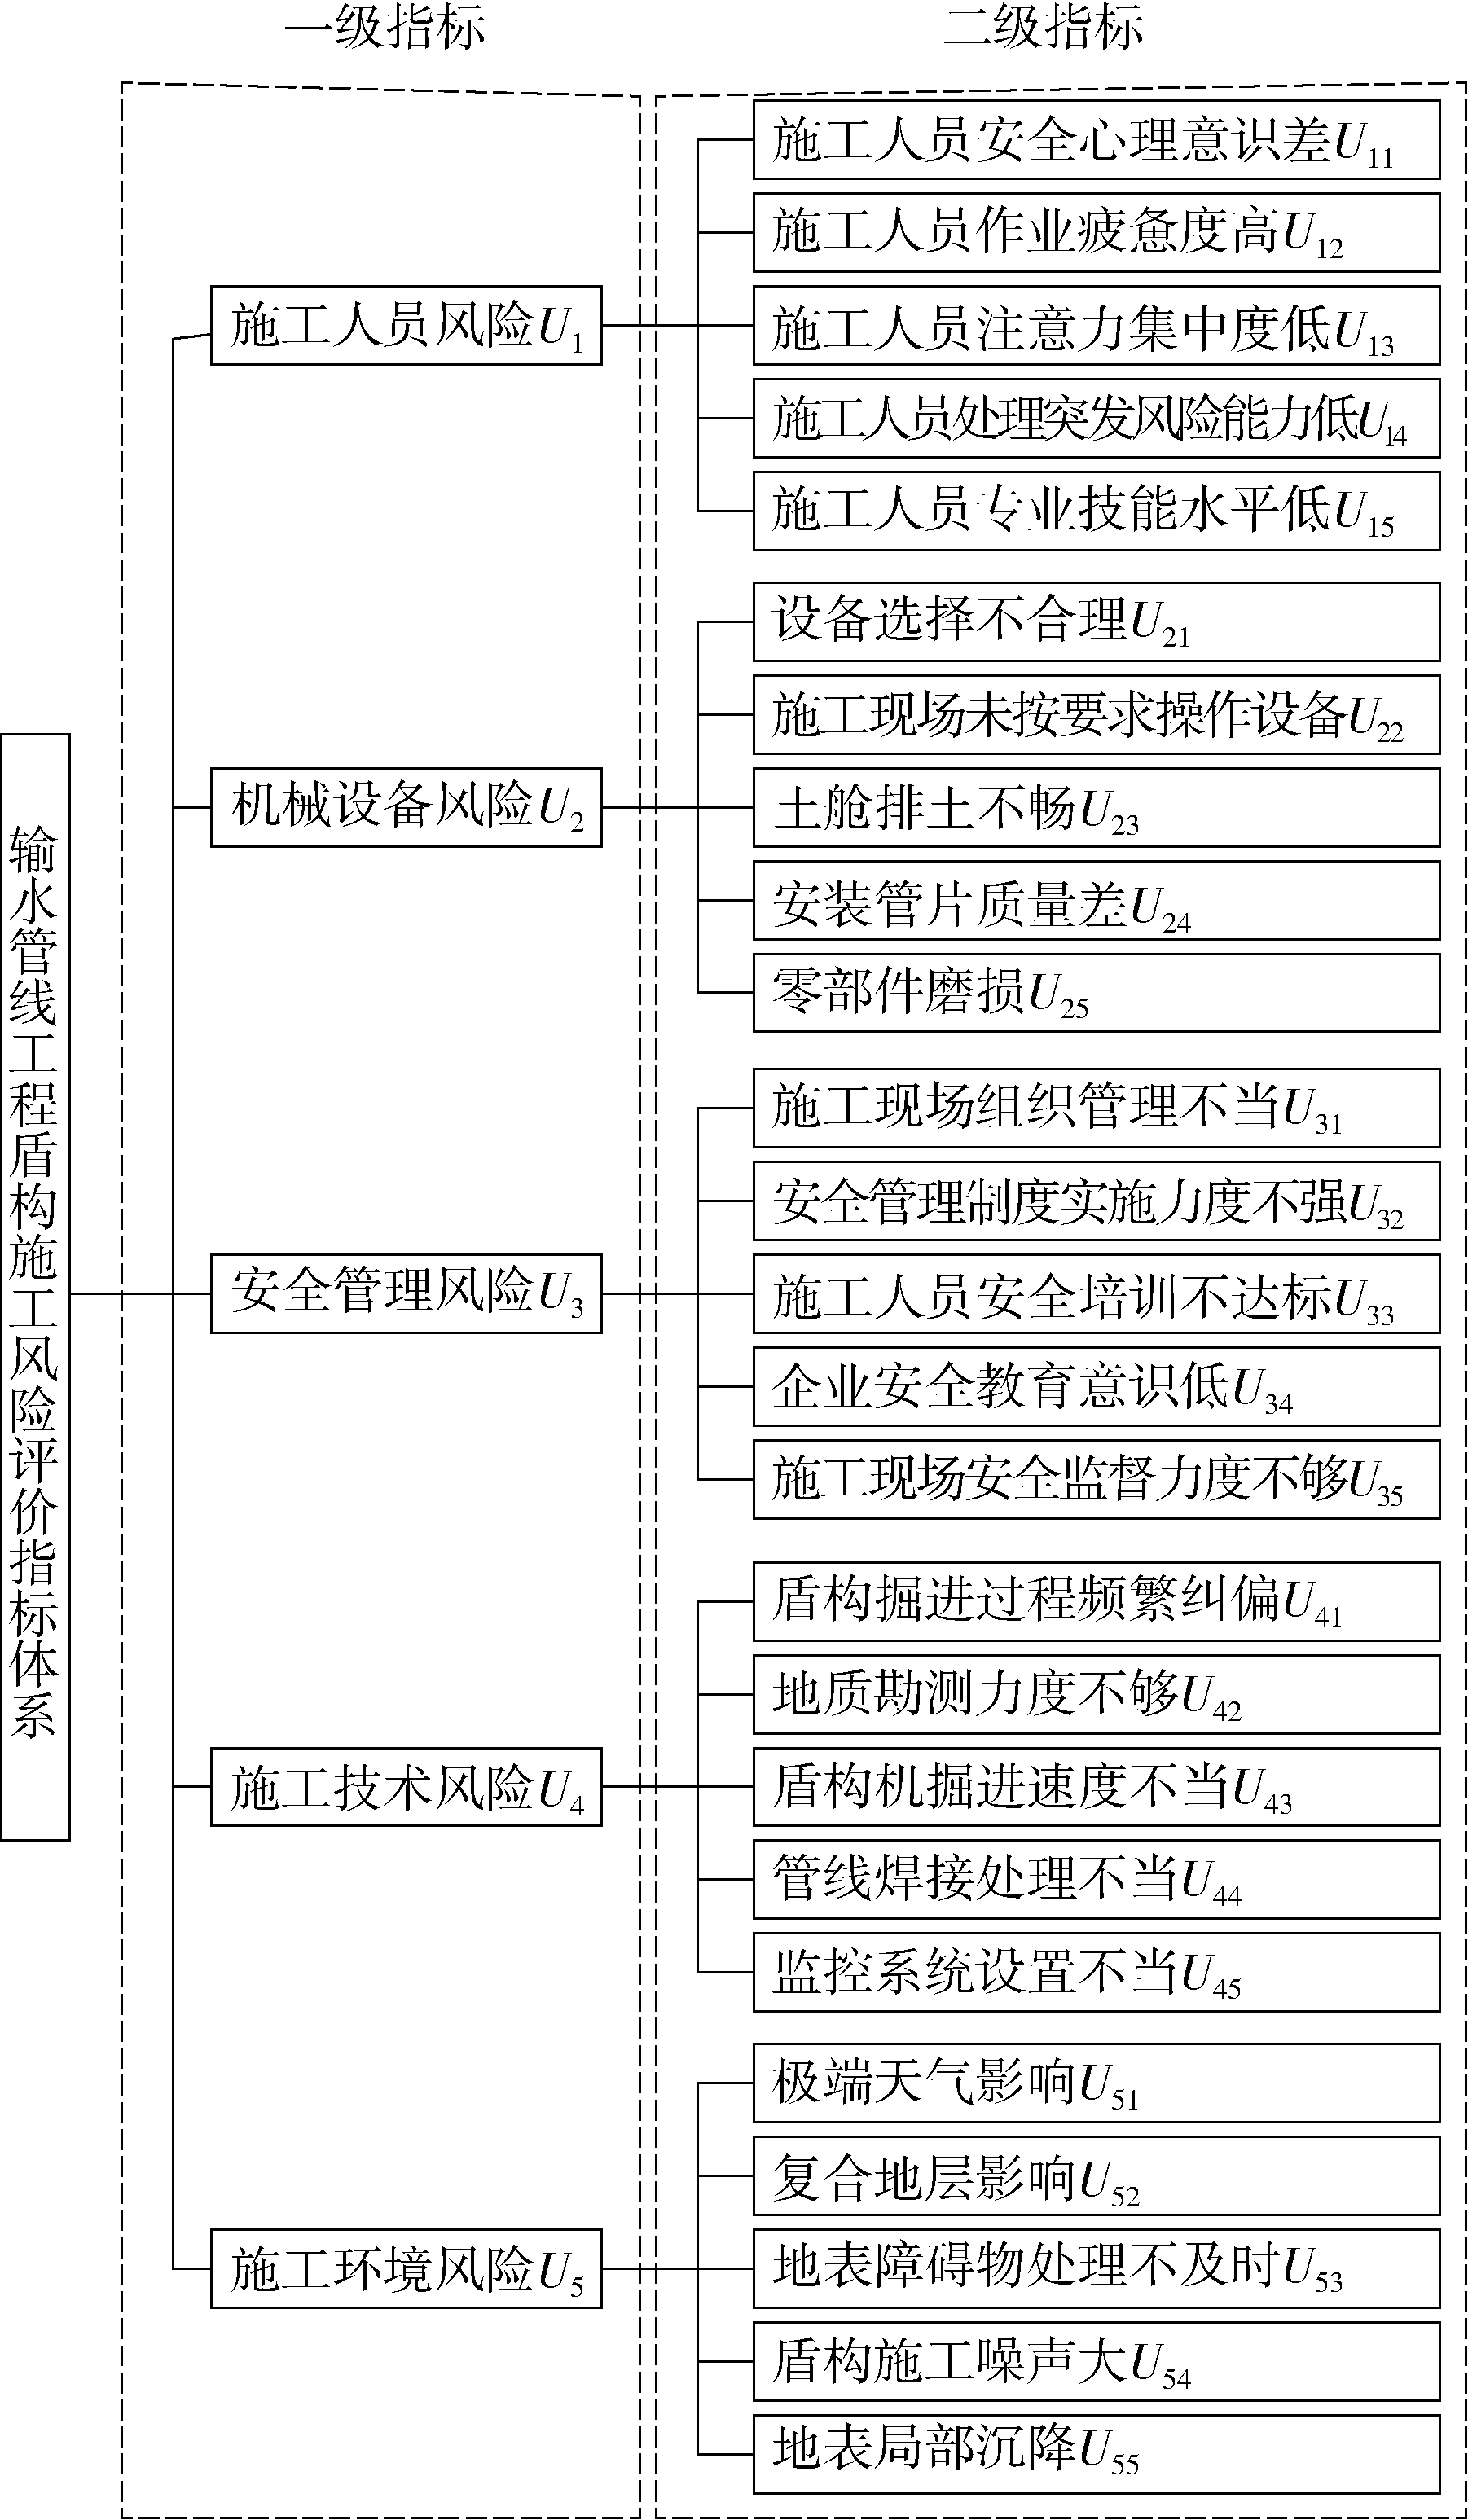 一级指标
二级指标
输水管线工程盾构施工风险评价指标体系
施工人员风险U1
施工人员安全心理意识差U11
施工人员作业疲惫度高U12
施工人员注意力集中度低U13
施工人员处理突发风险能力低U14
施工人员专业技能水平低U15
机械设备风险U2
设备选择不合理U21
施工现场未按要求操作设备U22
土舱排土不畅U23
安装管片质量差U24
零部件磨损U25
安全管理风险U3
施工现场组织管理不当U31
安全管理制度实施力度不强U32
施工人员安全培训不达标U33
企业安全教育意识低U34
施工现场安全监督力度不够U35
施工技术风险U4
盾构掘进过程频繁纠偏U41
地质勘测力度不够U42
盾构机掘进速度不当U43
管线焊接处理不当U44
监控系统设置不当U45
施工环境风险U5
极端天气影响U51
复合地层影响U52
地表障碍物处理不及时U53
盾构施工噪声大U54
地表局部沉降U55